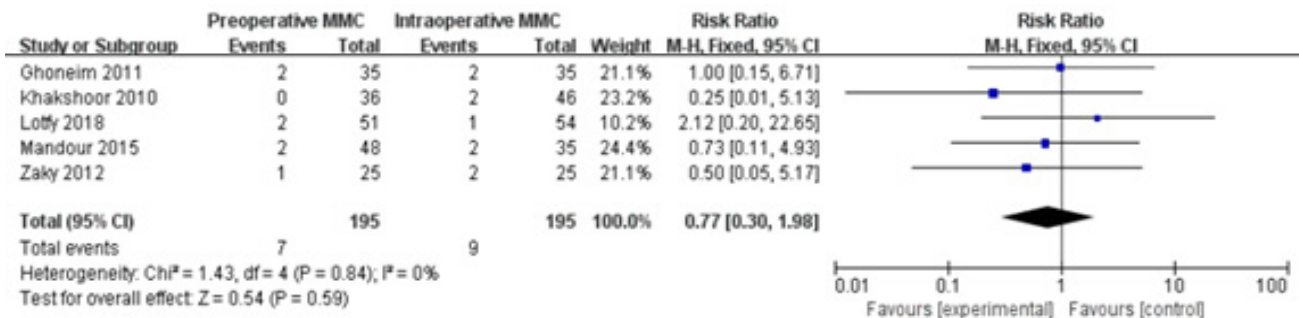 Preoperative MMC Intraoperative MMC Risk Ratio Risk Ratio
Study or Subgroup Events Total Events Total Weight M-H, Fixed, 95% CI M-H, Fixed, 95% CI
Ghoneim 2011 2 35 2 35 21.1% 1.00 [0.15, 6.71]
Khakshoor 2010 0 36 2 46 23.2% 0.25 [0.01, 5.13]
Lotfy 2018 2 51 1 54 10.2% 2.12 [0.20, 22.65]
Mandour 2015 2 48 2 35 24.4% 0.73 [0.11, 4.93]
Zaky 2012 1 25 2 25 21.1% 0.50 [0.05, 5.17]
Total (95% CI) 195 195 100.0% 0.77 [0.30, 1.98]
Total events 7 9
Heterogeneity: Chi² = 1.43, df = 4 (P = 0.84); I² = 0%
Test for overall effect: Z = 0.54 (P = 0.59)
0.01 0.1 1 10 100
Favours [experimental] Favours [control]